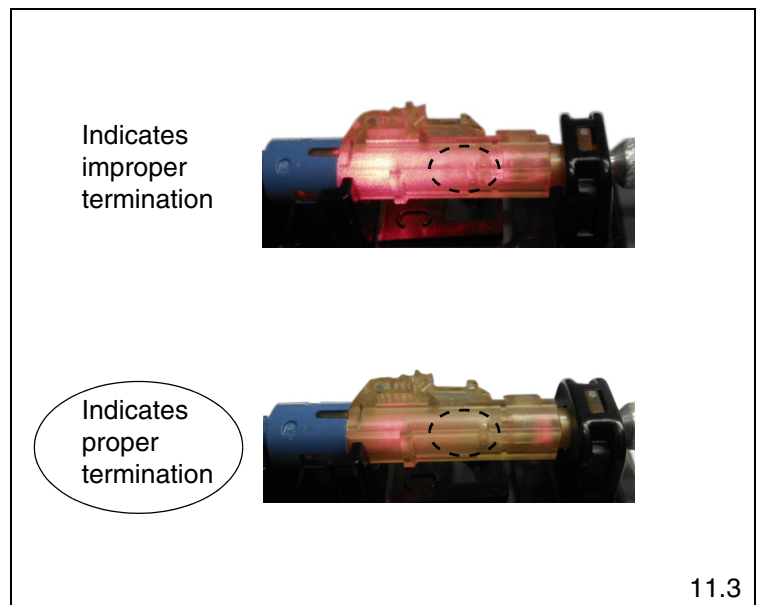 Indicates
improper
termination
Indicates
proper
termination
11.3